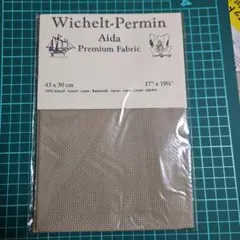 Wichelt-Permin
Aida
Premium Fabric
43 x 50 cm
17" x 19½"